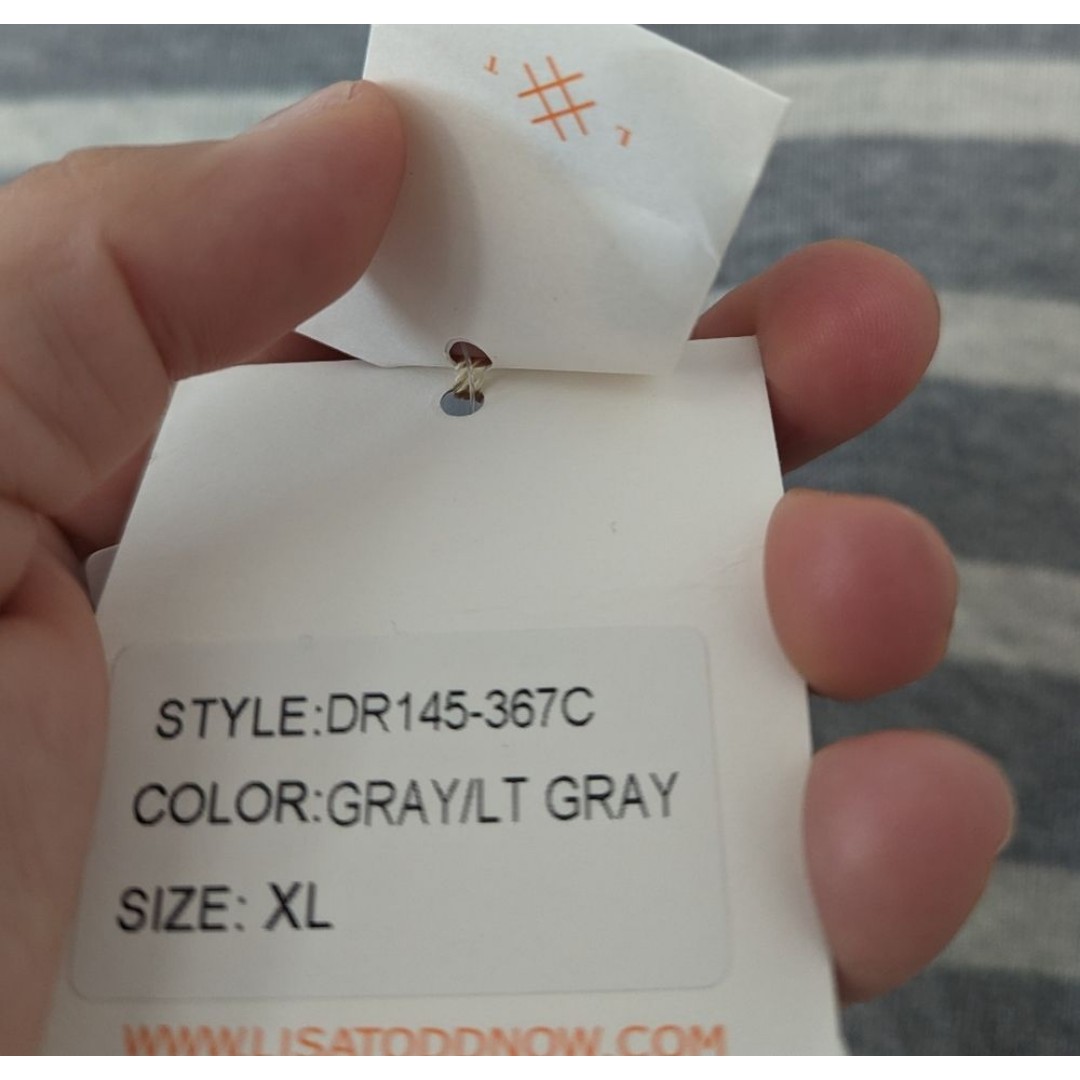 #
STYLE:DR145-367C
COLOR:GRAY/LT GRAY
SIZE: XL
WWW.LISATODDNOW.COM